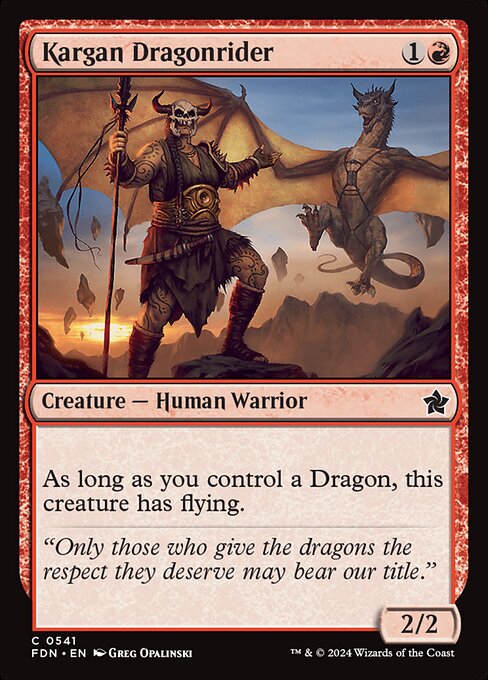 Kargan Dragonrider 1
Creature — Human Warrior
As long as you control a Dragon, this
creature has flying.
“Only those who give the dragons the
respect they deserve may bear our title.”
2/2
C 0541
FDN • EN Greg Opalinski
™ & © 2024 Wizards of the Coast